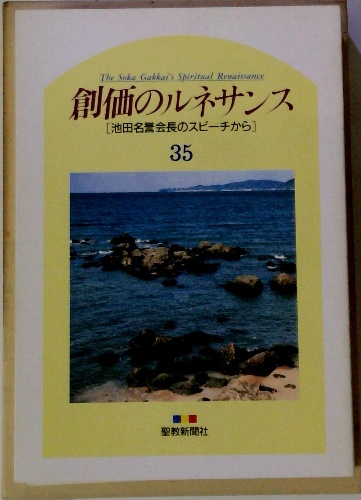 The Soka Gakkai's Spiritual Renaissance
創価のルネサンス
[池田名誉会長のスピーチから]
35
聖教新聞社